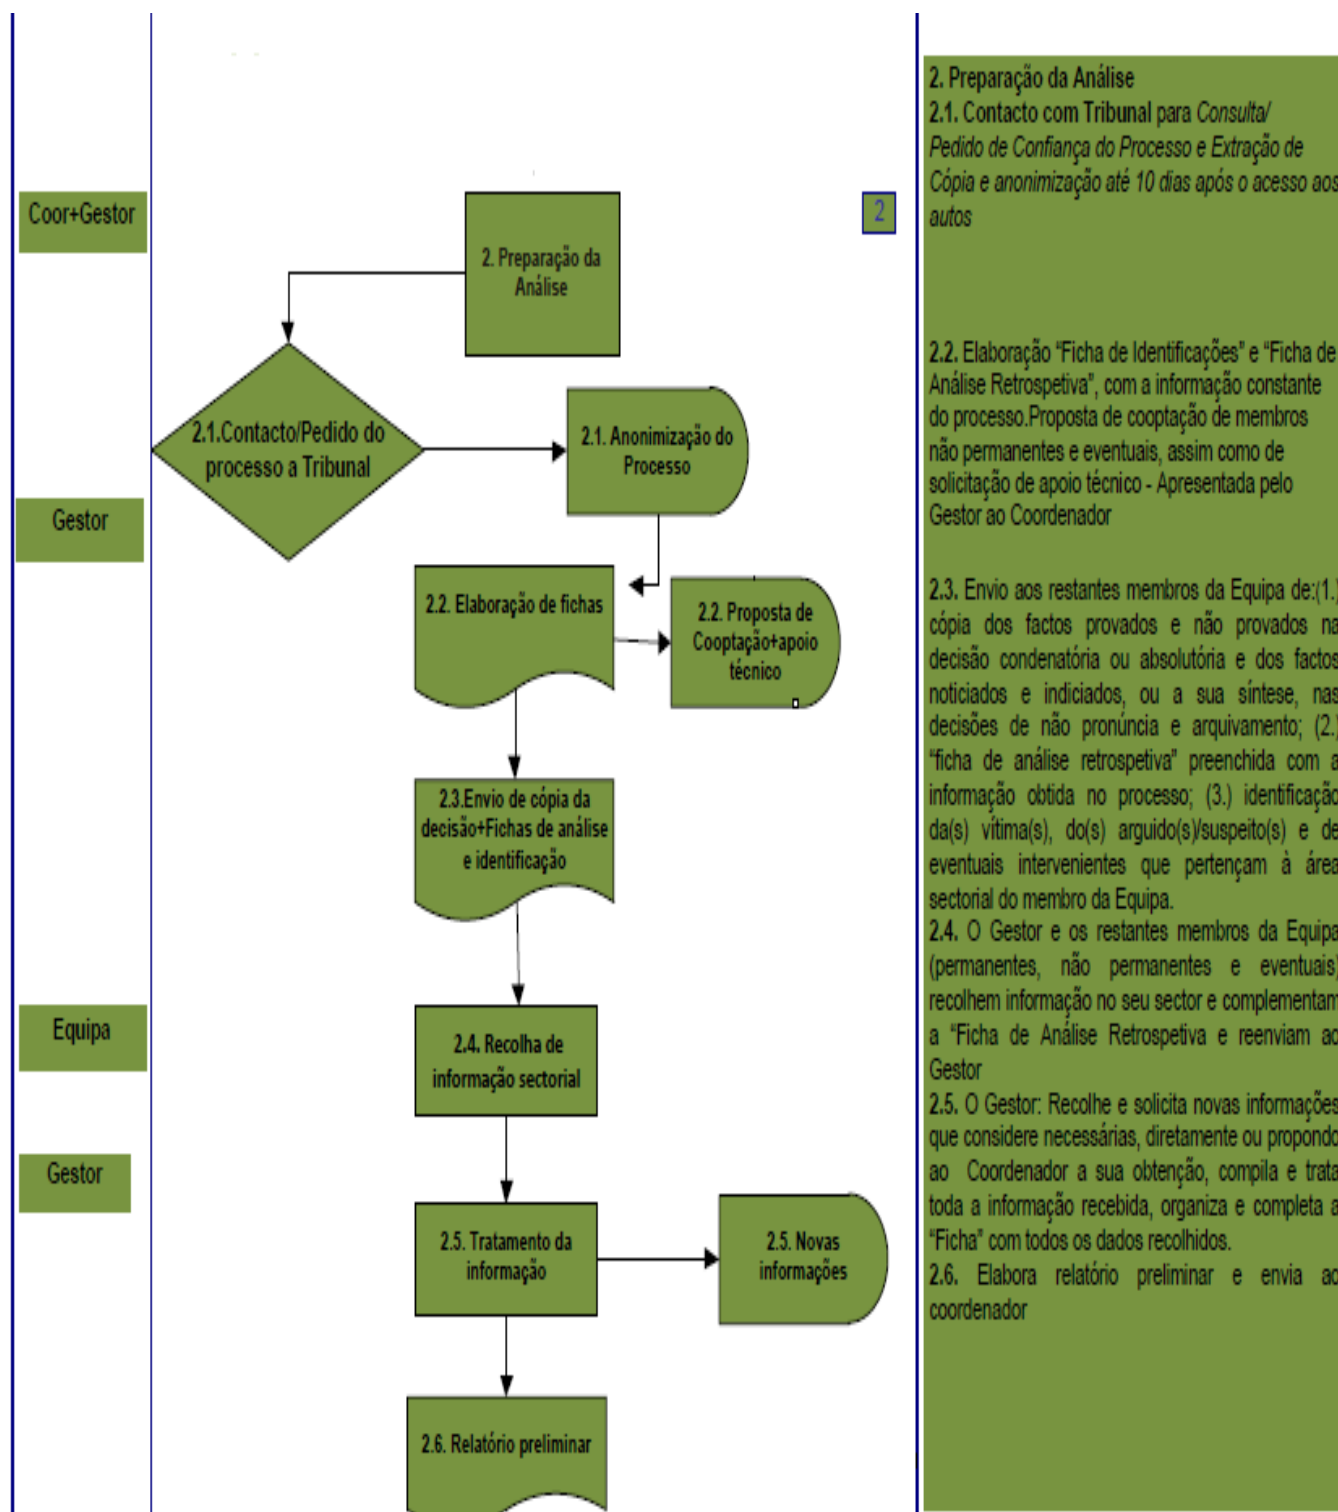 Coor+Gestor
Gestor
Equipa
Gestor
2. Preparação da
Análise
2
2.1.Contacto/Pedido do
processo a Tribunal
2.1. Anonimização do
Processo
2.2. Elaboração de fichas
2.2. Proposta de
Cooptação+apoio
técnico
2.3.Envio de cópia da
decisão+Fichas de análise
e identificação
2.4. Recolha de
informação sectorial
2.5. Tratamento da
informação
2.5. Novas
informações
2.6. Relatório preliminar
2. Preparação da Análise
2.1. Contacto com Tribunal para Consulta/
Pedido de Confiança do Processo e Extração de
Cópia e anonimização até 10 dias após o acesso aos
autos
2.2. Elaboração “Ficha de Identificações” e “Ficha de
Análise Retrospetiva”, com a informação constante
do processo.Proposta de cooptação de membros
não permanentes e eventuais, assim como de
solicitação de apoio técnico - Apresentada pelo
Gestor ao Coordenador
2.3. Envio aos restantes membros da Equipa de:(1.)
cópia dos factos provados e não provados na
decisão condenatória ou absolutória e dos factos
noticiados e indiciados, ou a sua síntese, nas
decisões de não pronúncia e arquivamento; (2.)
“ficha de análise retrospetiva” preenchida com a
informação obtida no processo; (3.) identificação
da(s) vítima(s), do(s) arguido(s)/suspeito(s) e de
eventuais intervenientes que pertençam à área
sectorial do membro da Equipa.
2.4. O Gestor e os restantes membros da Equipa
(permanentes, não permanentes e eventuais)
recolhem informação no seu sector e complementam
a “Ficha de Análise Retrospetiva e reenviam ao
Gestor
2.5. O Gestor: Recolhe e solicita novas informações
que considere necessárias, diretamente ou propondo
ao Coordenador a sua obtenção, compila e trata
toda a informação recebida, organiza e completa a
“Ficha” com todos os dados recolhidos.
2.6. Elabora relatório preliminar e envia ao
coordenador